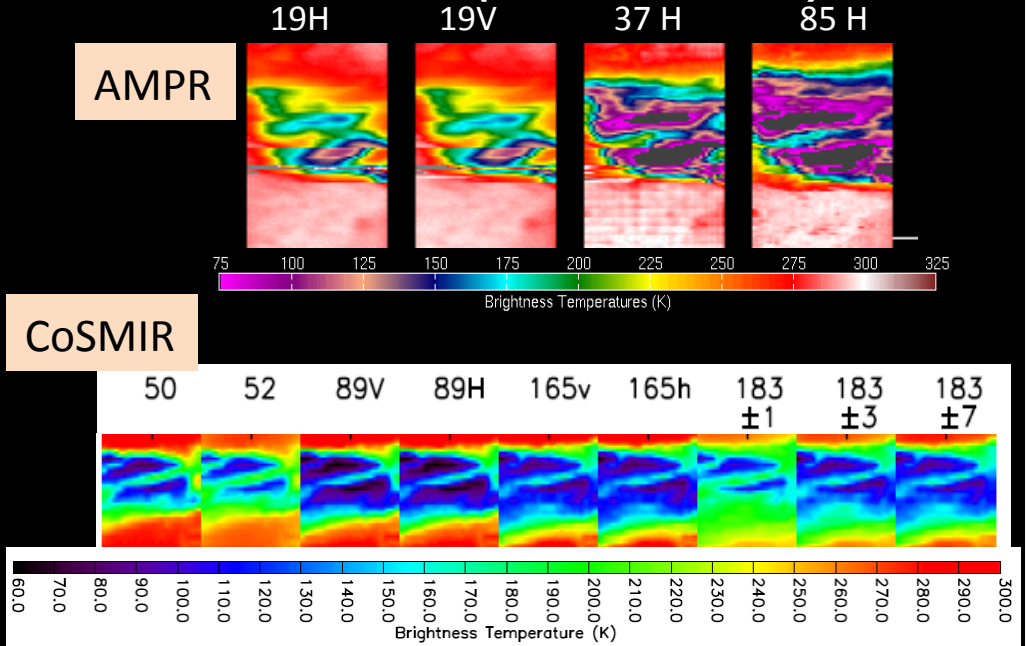 19H 19V 37 H 85 H
AMPR
75 100 125 150 175 200 225 250 275 300 325
Brightness Temperatures (K)
CoSMIR
50 52 89V 89H 165v 165h 183 183 183
±1 ±3 ±7
60.0 70.0 80.0 90.0 100.0 110.0 120.0 130.0 140.0 150.0 160.0 170.0 180.0 190.0 200.0 210.0 220.0 230.0 240.0 250.0 260.0 270.0 280.0 290.0 300.0
Brightness Temperature (K)